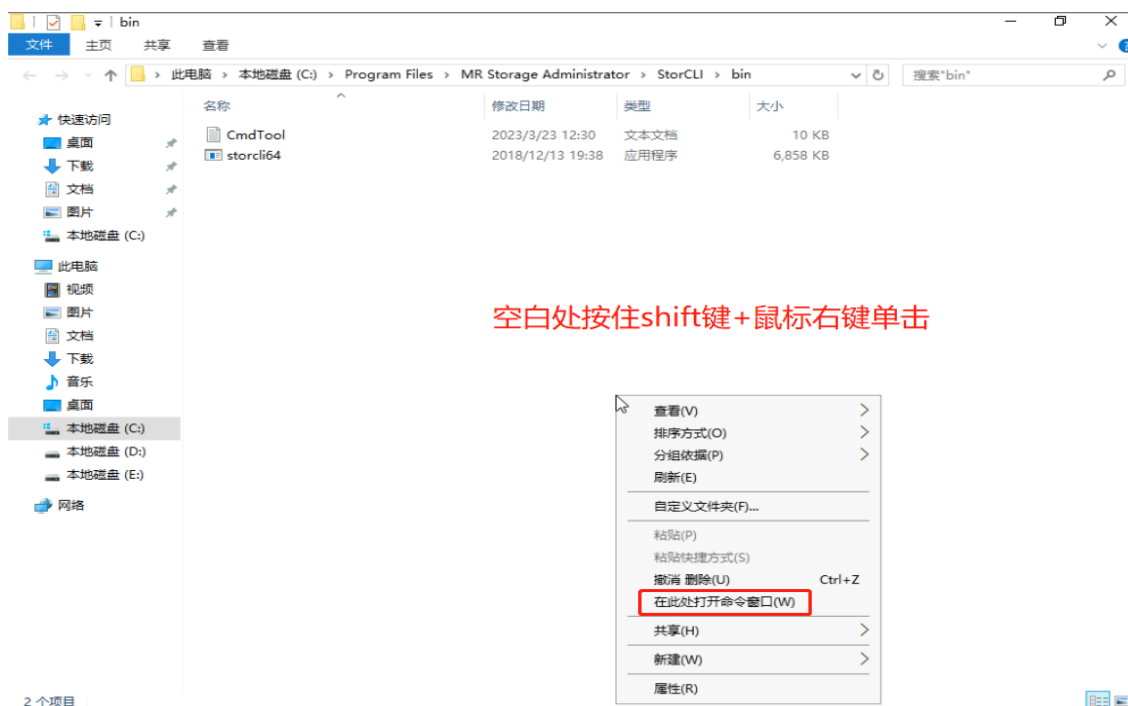 bin
文件 主页 共享 查看
此电脑 > 本地磁盘 (C:) > Program Files > MR Storage Administrator > StorCLI > bin
搜索"bin"
名称 修改日期 类型 大小
CmdTool 2023/3/23 12:30 文本文档 10 KB
storcli64 2018/12/13 19:38 应用程序 6,858 KB
快速访问
桌面
下载
文档
图片
本地磁盘 (C:)
此电脑
视频
图片
文档
下载
音乐
桌面
本地磁盘 (C:)
本地磁盘 (D:)
本地磁盘 (E:)
网络
空白处按住shift键+鼠标右键单击
查看(V)
排序方式(O)
分组依据(P)
刷新(E)
自定义文件夹(F)...
粘贴(P)
粘贴快捷方式(S)
撤消 删除(U) Ctrl+Z
在此处打开命令窗口(W)
共享(H)
新建(W)
属性(R)
2 个项目